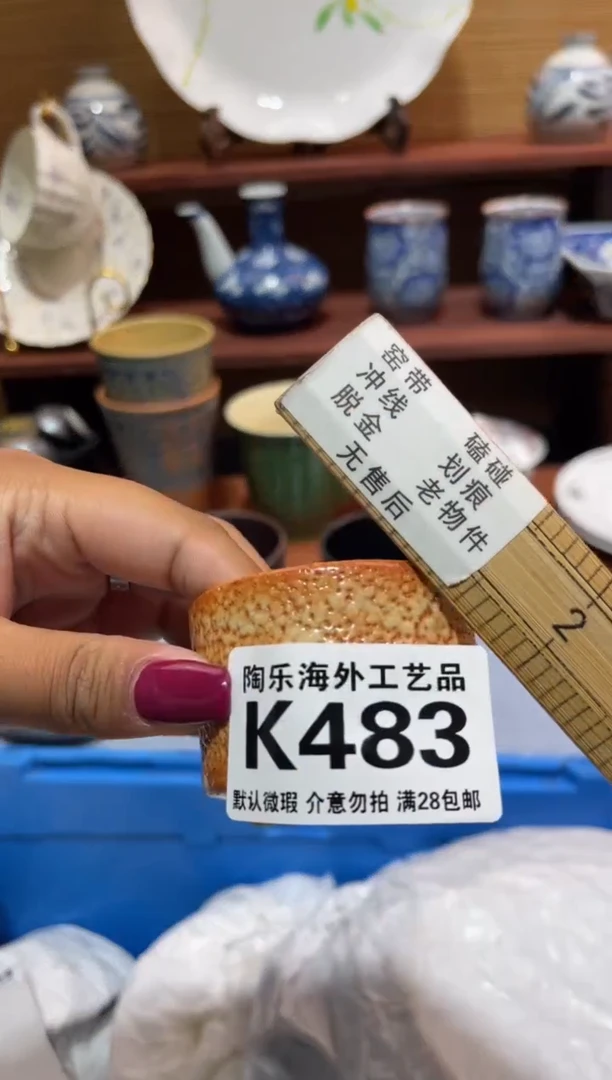 窑带 磕碰
冲线 划痕
脱金 老物件
无售后
2
陶乐海外工艺品
K483
默认微瑕 介意勿拍 满28包邮